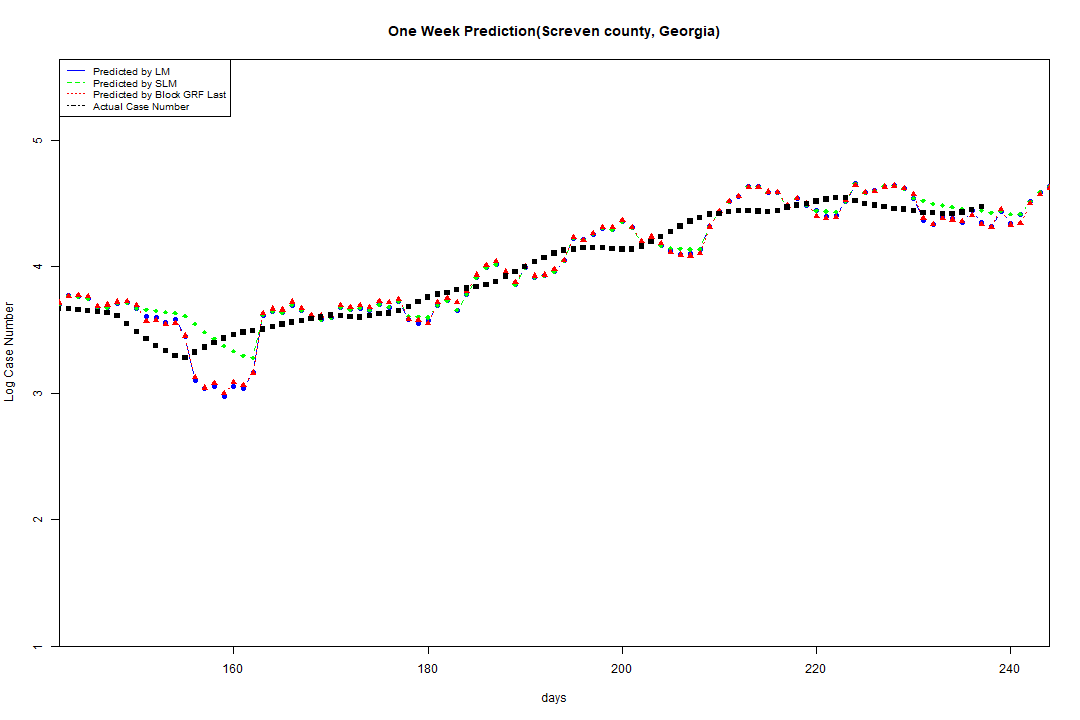 One Week Prediction(Screven county, Georgia)
Predicted by LM
Predicted by SLM
Predicted by Block GRF Last
Actual Case Number
5
4
3
2
1
Log Case Number
160 180 200 220 240
days